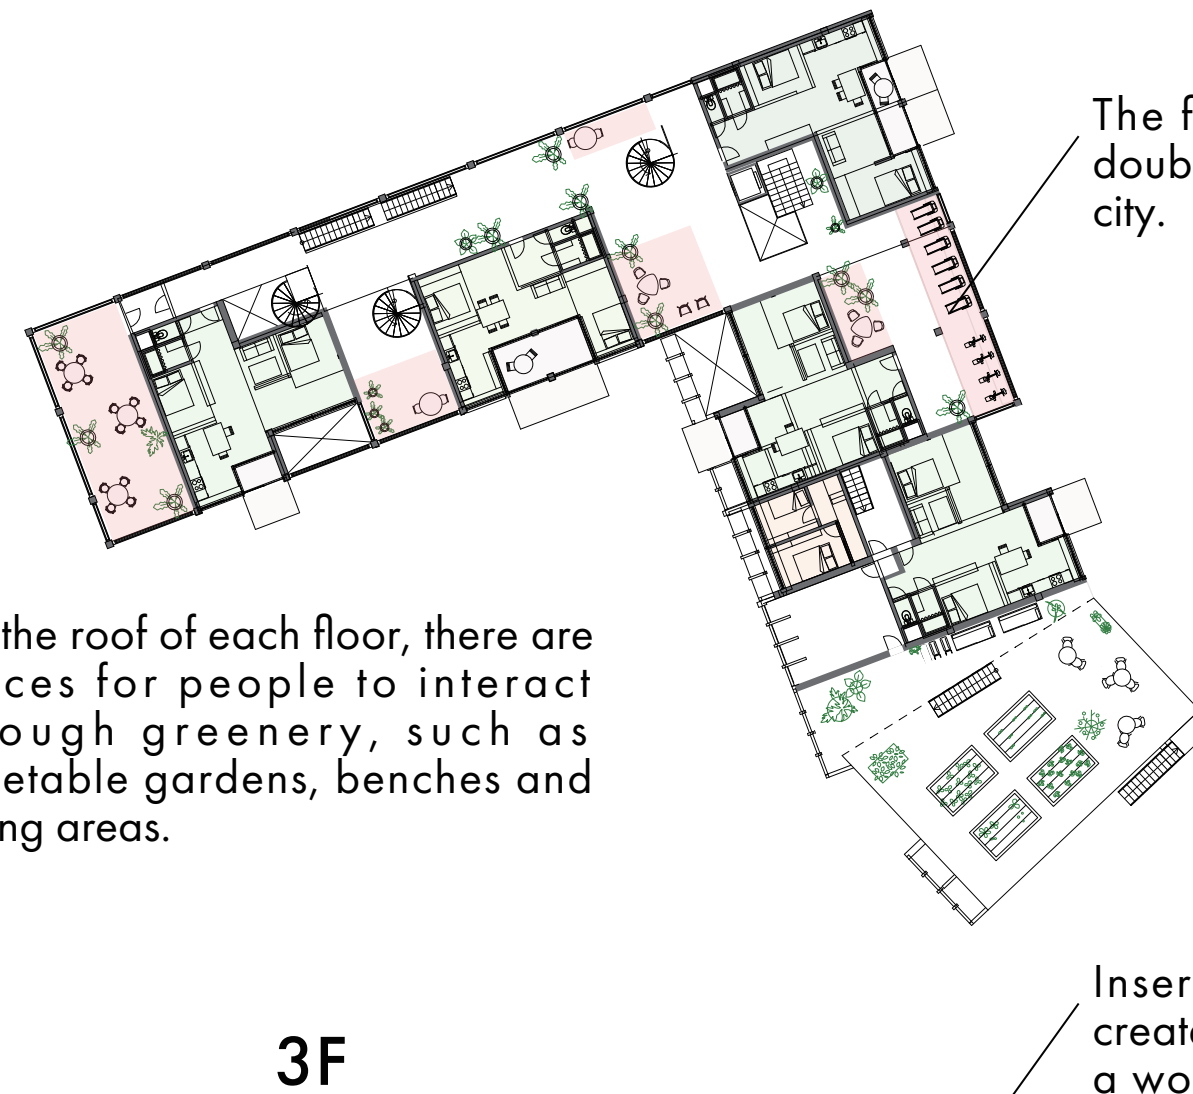 The f
doub
city.
the roof of each floor, there are
ces for people to interact
ough greenery, such as
etable gardens, benches and
ng areas.
3F
Inser
create
a wo